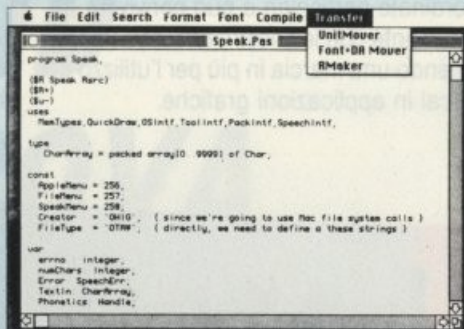 File Edit Search Format Font Compile Transfer
UnitMover
Font+DA Mover
RMaker
Speak.Pas
program Speak;
{$R Speak.Rsrc}
{$R+}
{$U-}
uses
MemTypes,QuickDraw,OSIntf,ToolIntf,PackIntf,SpeechIntf;
type
CharArray = packed array[0..9999] of Char;
const
AppleMenu = 256;
FileMenu = 257;
SpeakMenu = 258;
Creator = 'OHIG'; { since we're going to use Mac file system calls }
FileType = { directly, we need to define a these strings }
var
errno : integer;
numChars: Integer;
Error: SpeechErr;
TextIn: CharArray;
Phonetics: Handle;